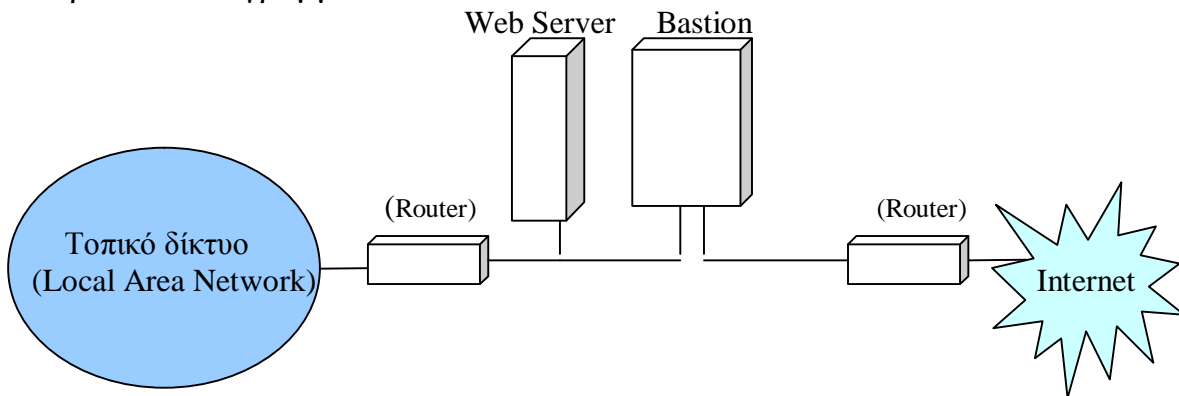 Web Server
Bastion
(Router)
(Router)
Τοπικό δίκτυο
(Local Area Network)
Internet